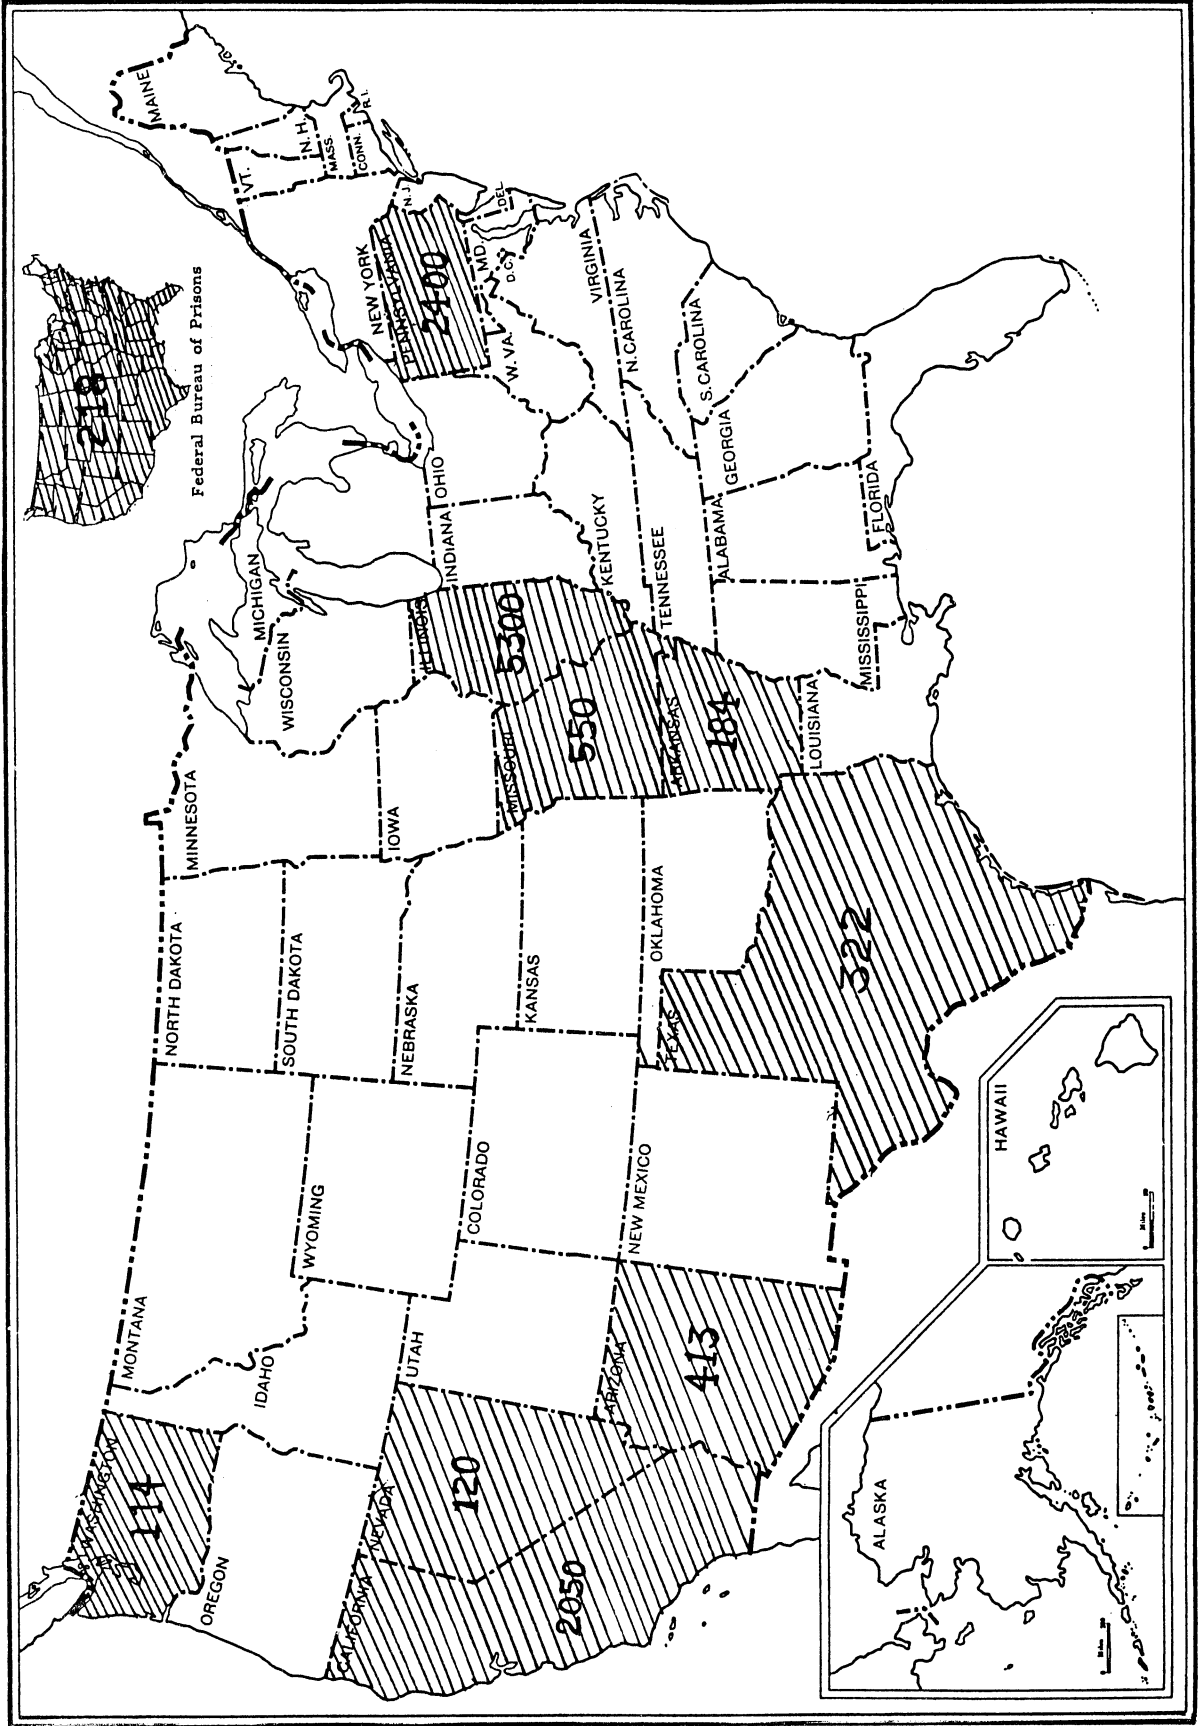 WASHINGTON
114
OREGON
CALIFORNIA
2050
NEVADA
120
IDAHO
MONTANA
WYOMING
UTAH
COLORADO
ARIZONA
413
NEW MEXICO
NORTH DAKOTA
SOUTH DAKOTA
NEBRASKA
KANSAS
OKLAHOMA
TEXAS
322
MINNESOTA
IOWA
MISSOURI
550
ARKANSAS
184
LOUISIANA
WISCONSIN
MICHIGAN
ILLINOIS
5300
INDIANA
OHIO
KENTUCKY
TENNESSEE
MISSISSIPPI
ALABAMA
GEORGIA
FLORIDA
S. CAROLINA
N. CAROLINA
VIRGINIA
W. VA.
MD.
D.C.
DEL.
PENNSYLVANIA
2400
N.J.
NEW YORK
CONN.
R.I.
MASS.
VT.
N. H.
MAINE
218
Federal Bureau of Prisons
ALASKA
HAWAII